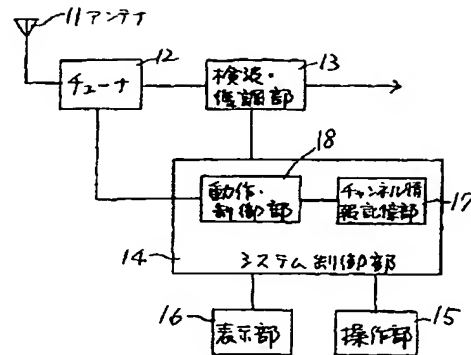 11 アンテナ
12
チューナ
13
検波・
復調部
18
動作・
制御部
チャンネル情
報記憶部
17
14
システム制御部
16
表示部
15
操作部